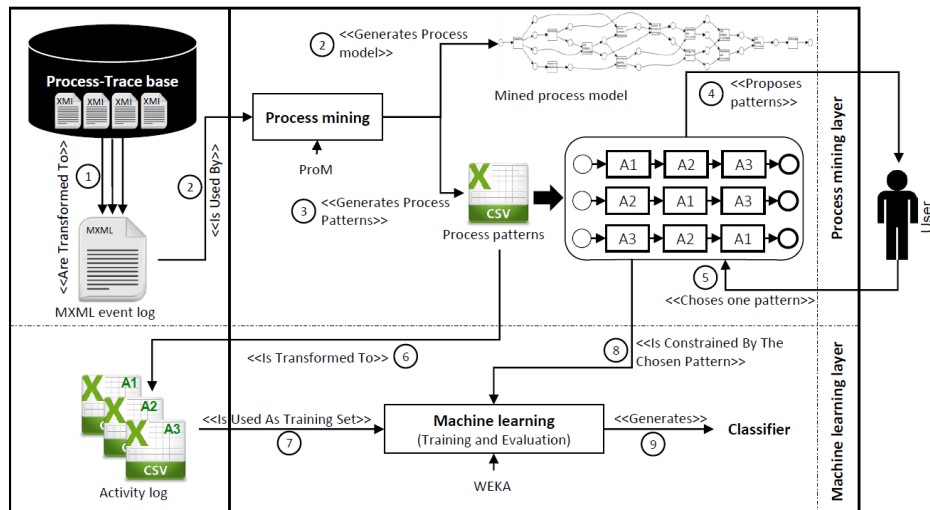 Process-Trace base
XMI XMI XMI XMI
<<Are Transformed To>>
1
MXML
MXML event log
2
<<Is Used By>>
Process mining
ProM
2
<<Generates Process
model>>
Mined process model
3
<<Generates Process
Patterns>>
X
CSV
Process patterns
4
<<Proposes
patterns>>
A1 A2 A3
A2 A1 A3
A3 A2 A1
5
<<Choses one pattern>>
User
Process mining layer
<<Is Transformed To>>
6
8
<<Is Constrained By The
Chosen Pattern>>
X A1
X A2
X A3
CSV
Activity log
<<Is Used As Training Set>>
7
Machine learning
(Training and Evaluation)
WEKA
<<Generates>>
9
Classifier
Machine learning layer